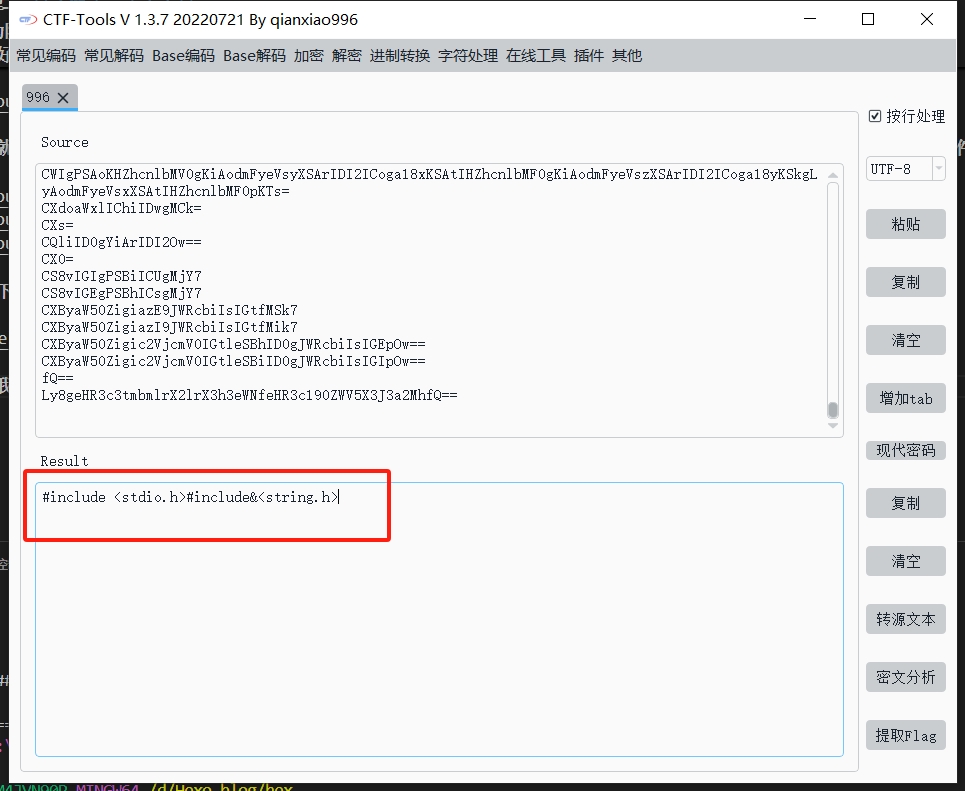 CTF-Tools V 1.3.7 20220721 By qianxiao996
常见编码 常见解码 Base编码 Base解码 加密 解密 进制转换 字符处理 在线工具 插件 其他
996
按行处理
Source
UTF-8
CWIgPSAoKHZhcnlbMV0gKiAodmFyeVsyXSArIDI2ICoga18xKSAtIHZhcnlbMF0gKiAodmFyeVszXSArIDI2ICoga18yKSkgL
yAodmFyeVsxXSAtIHZhcnlbMF0pKTs=
CXdoaWxlIChiIDwgMCk=
CXs=
CQliID0gYiArIDI2Ow==
CX0=
CS8vIGIgPSBiICUgMjY7
CS8vIGEgPSBhICsgMjY7
CXByaW50ZigiazE9JWRcbiIsIGtfMSk7
CXByaW50ZigiazI9JWRcbiIsIGtfMik7
CXByaW50Zigic2VjcmV0IGtleSBhID0gJWRcbiIsIGEpOw==
CXByaW50Zigic2VjcmV0IGtleSBiID0gJWRcbiIsIGIpOw==
fQ==
Ly8geHR3c3tmbmlrX2lrX3h3eWNfeHR3c190ZWV5X3J3a2MhfQ==
粘贴
复制
清空
增加tab
现代密码
Result
#include <stdio.h>#include&<string.h>
复制
清空
转源文本
密文分析
提取Flag
MINGW64 /d/Hexo_blog/hex